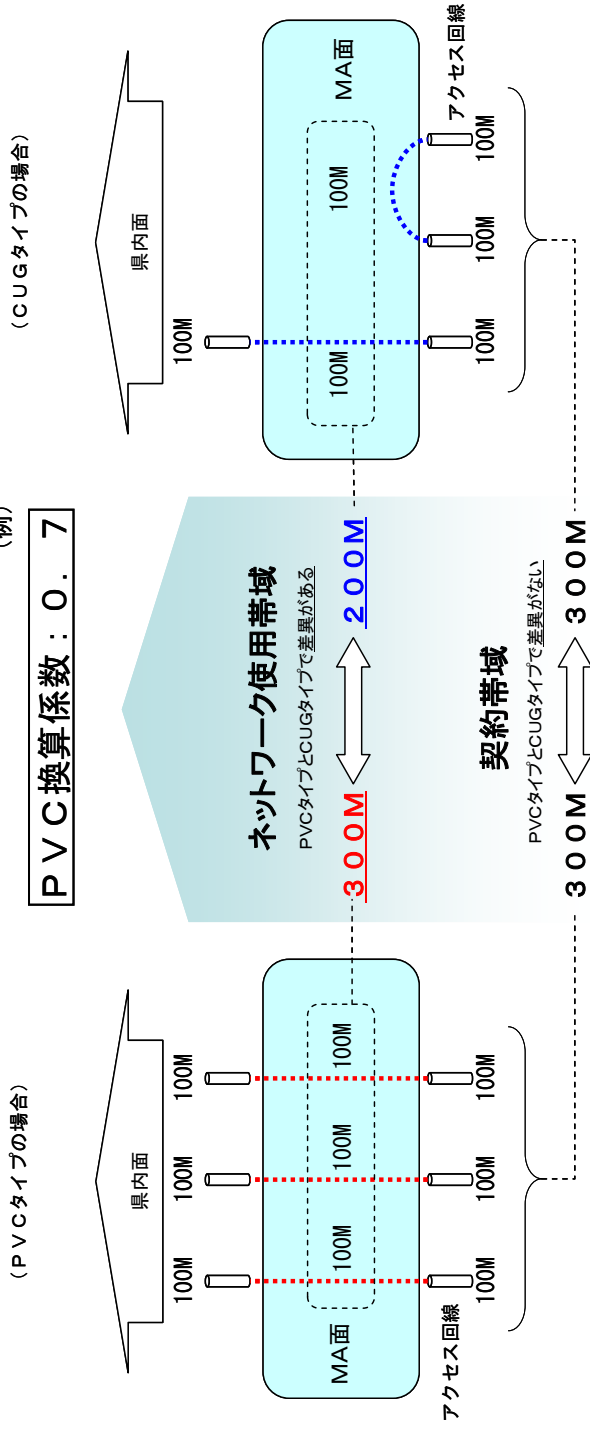 （例）
ＰＶＣ換算係数：０．７
（ＰＶＣタイプの場合）
県内面
100M
100M
100M
100M
100M
100M
MA面
アクセス回線
100M
100M
100M
ネットワーク使用帯域
PVCタイプとCUGタイプで差異がある
３００Ｍ
２００Ｍ
契約帯域
PVCタイプとCUGタイプで差異がない
３００Ｍ
３００Ｍ
（ＣＵＧタイプの場合）
県内面
100M
100M
100M
MA面
アクセス回線
100M
100M
100M